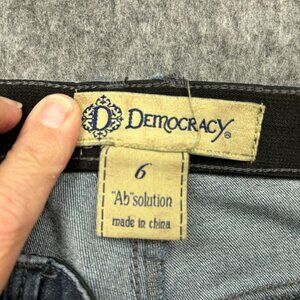 D DEMOCRACY®
6
"Ab"solution
made in china